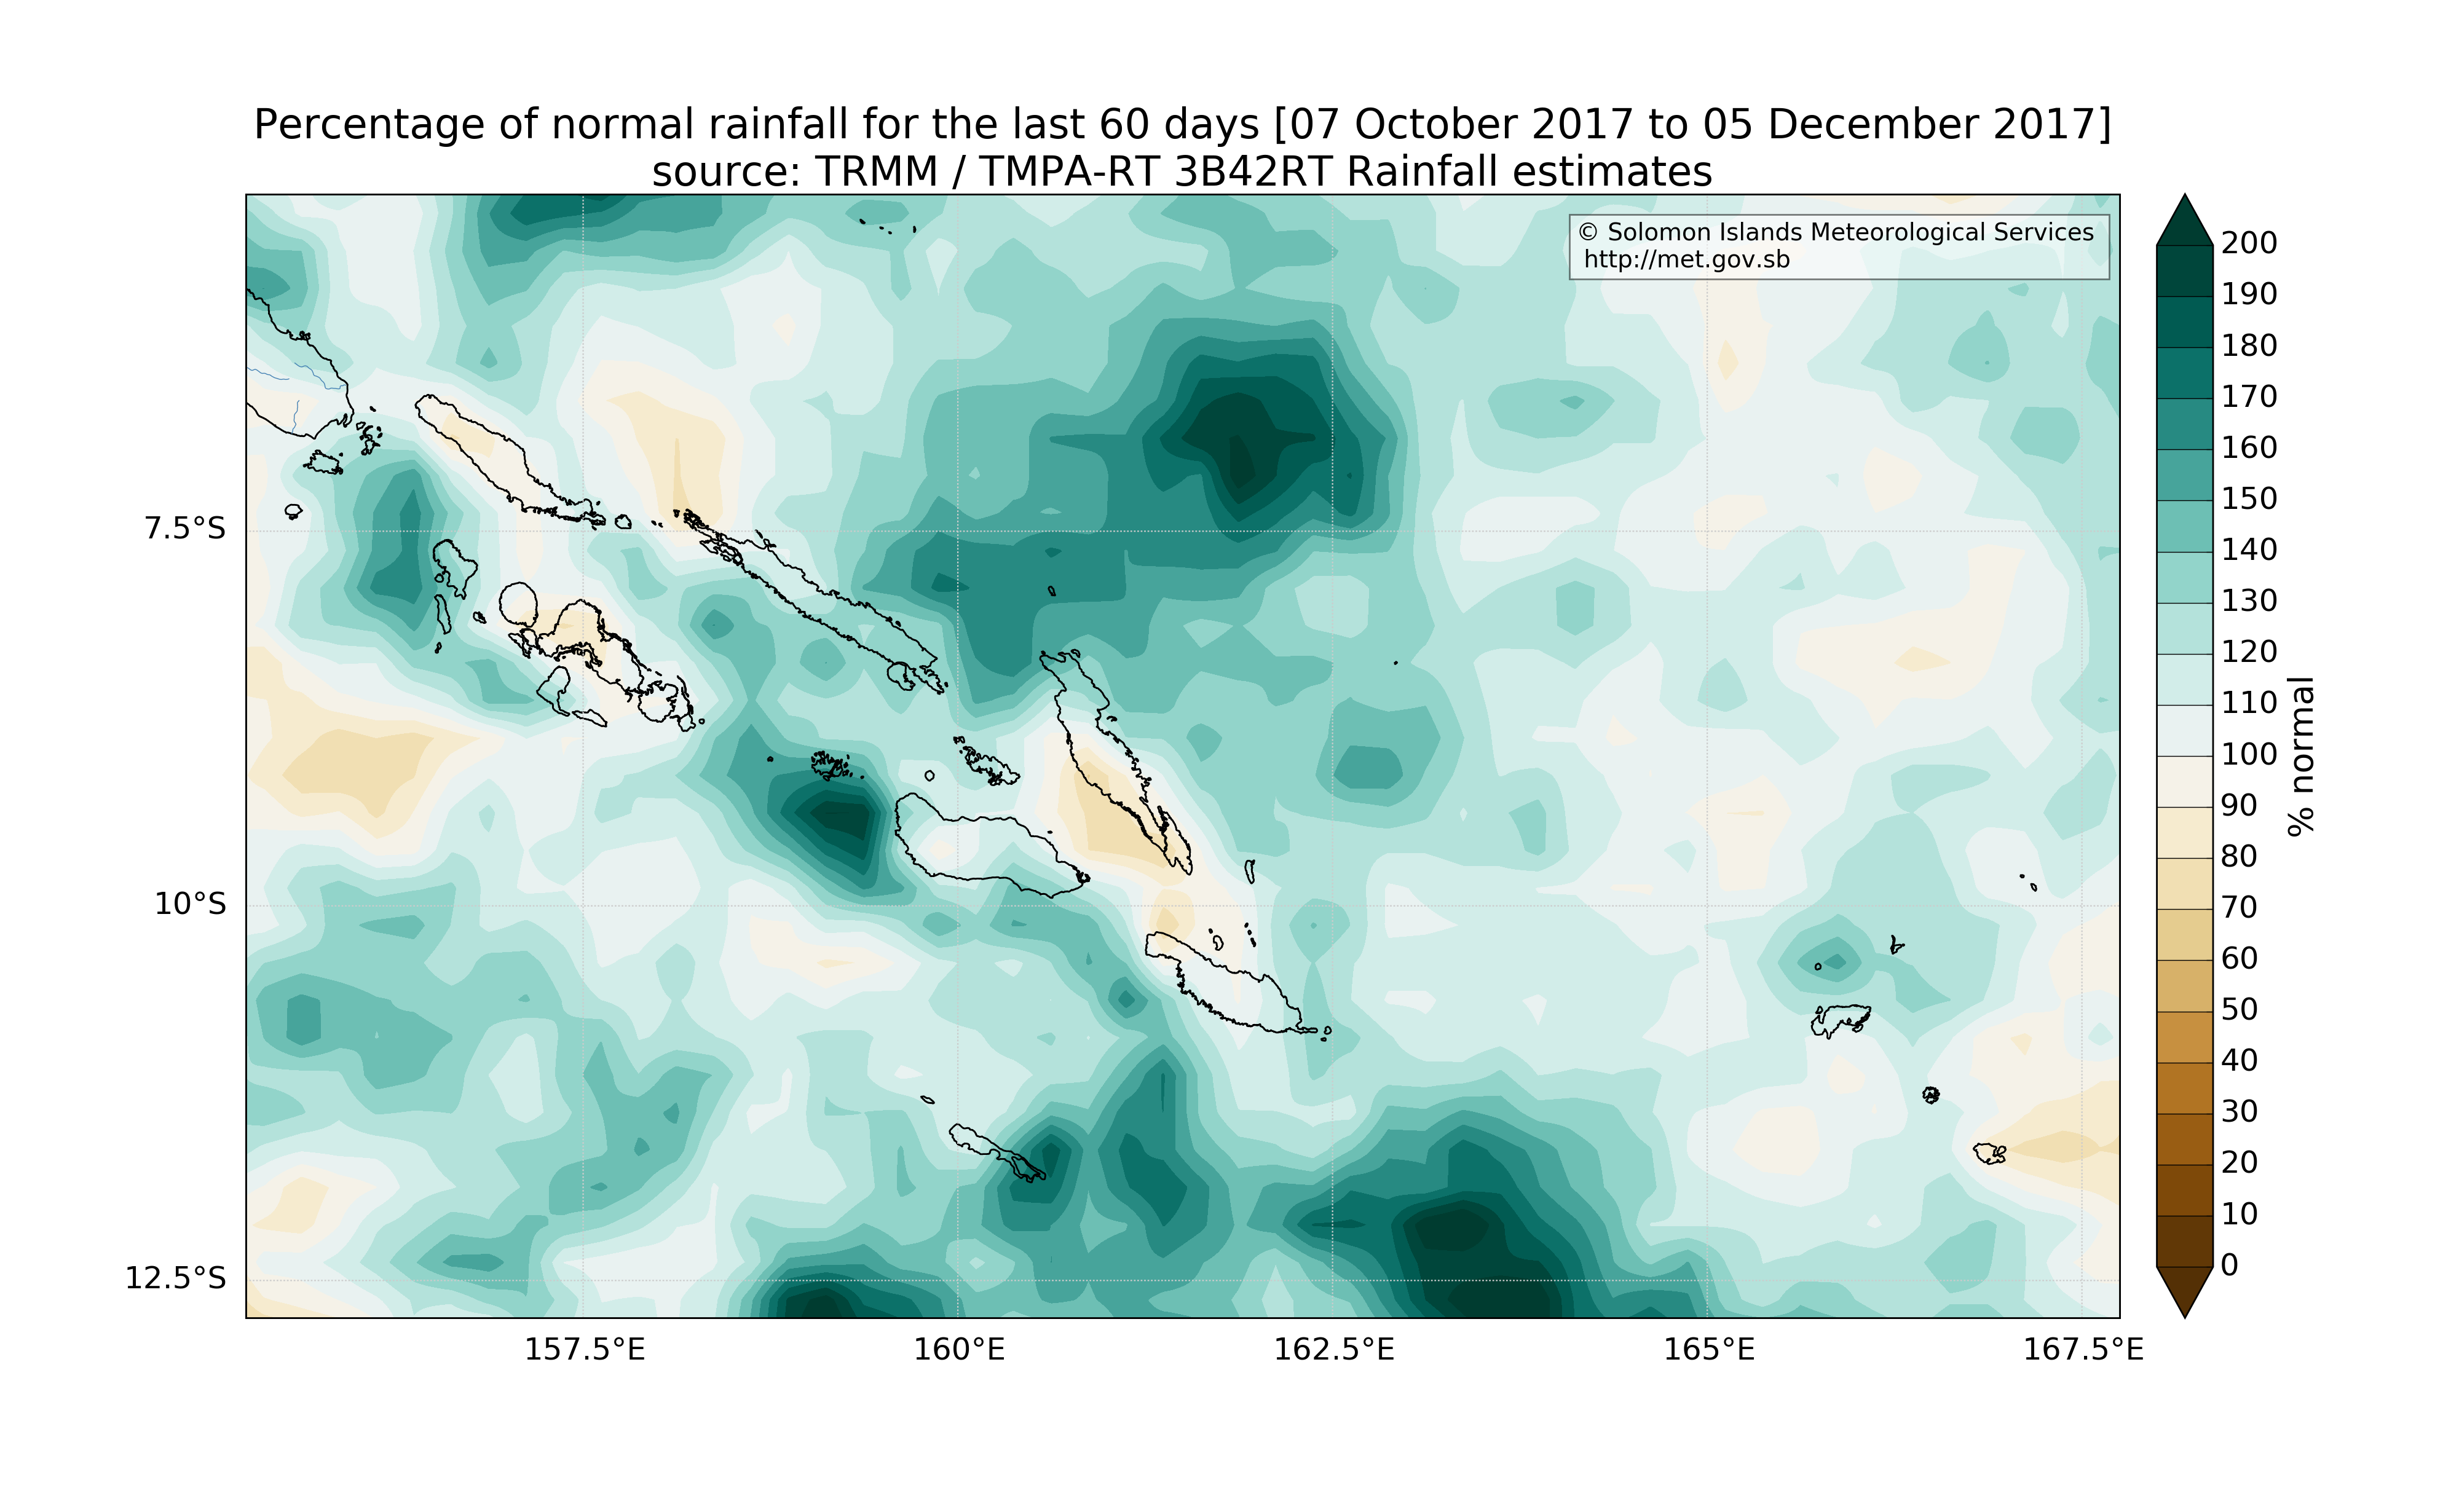 Percentage of normal rainfall for the last 60 days [07 October 2017 to 05 December 2017]
source: TRMM / TMPA-RT 3B42RT Rainfall estimates
© Solomon Islands Meteorological Services
http://met.gov.sb
7.5°S
10°S
12.5°S
157.5°E
160°E
162.5°E
165°E
167.5°E
200
190
180
170
160
150
140
130
120
110
100
90
80
70
60
50
40
30
20
10
0
% normal